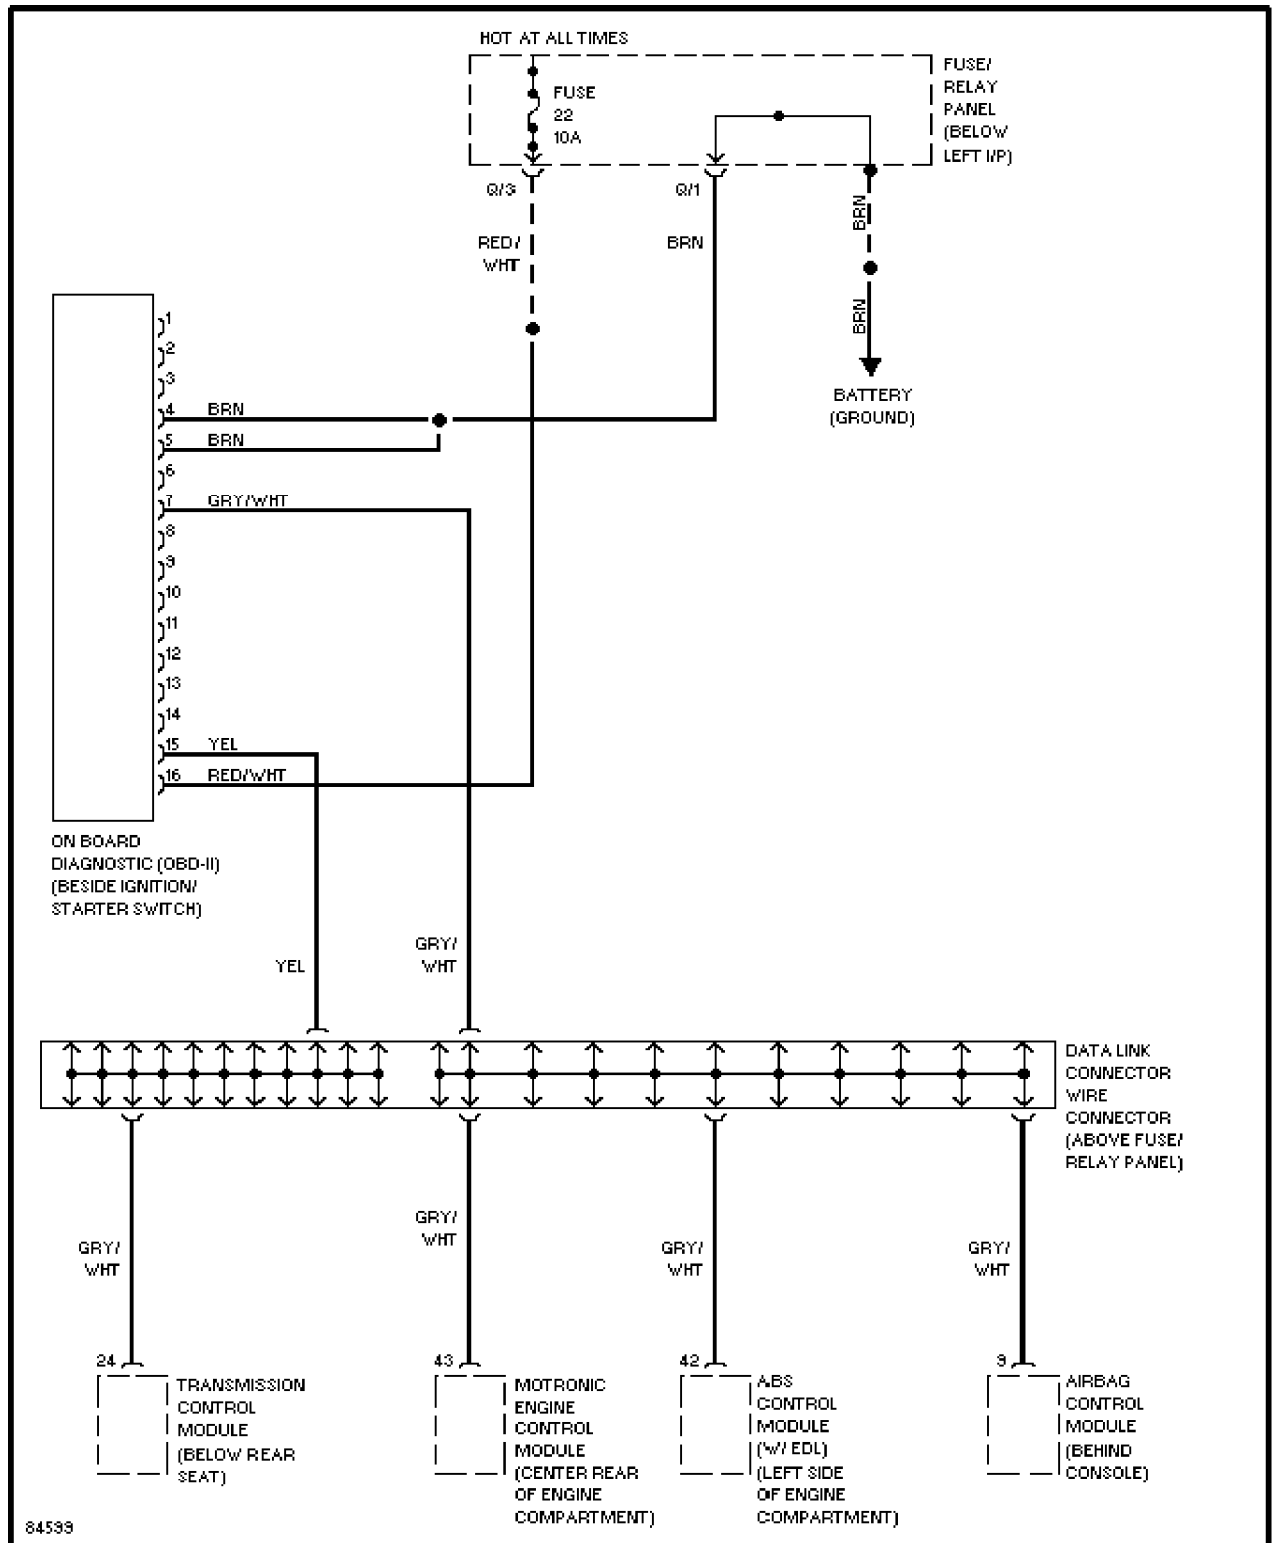 HOT AT ALL TIMES
FUSE
22
10A
FUSE/
RELAY
PANEL
(BELOW
LEFT I/P)
Q/3
Q/1
RED/
WHT
BRN
BRN
BRN
BATTERY
(GROUND)
1
2
3
4 BRN
5 BRN
6
7 GRY/WHT
8
9
10
11
12
13
14
15 YEL
16 RED/WHT
ON BOARD
DIAGNOSTIC (OBD-II)
(BESIDE IGNITION/
STARTER SWITCH)
YEL
GRY/
WHT
DATA LINK
CONNECTOR
WIRE
CONNECTOR
(ABOVE FUSE/
RELAY PANEL)
GRY/
WHT
GRY/
WHT
GRY/
WHT
GRY/
WHT
24
43
42
9
TRANSMISSION
CONTROL
MODULE
(BELOW REAR
SEAT)
MOTRONIC
ENGINE
CONTROL
MODULE
(CENTER REAR
OF ENGINE
COMPARTMENT)
ABS
CONTROL
MODULE
(W/ EDL)
(LEFT SIDE
OF ENGINE
COMPARTMENT)
AIRBAG
CONTROL
MODULE
(BEHIND
CONSOLE)
84599